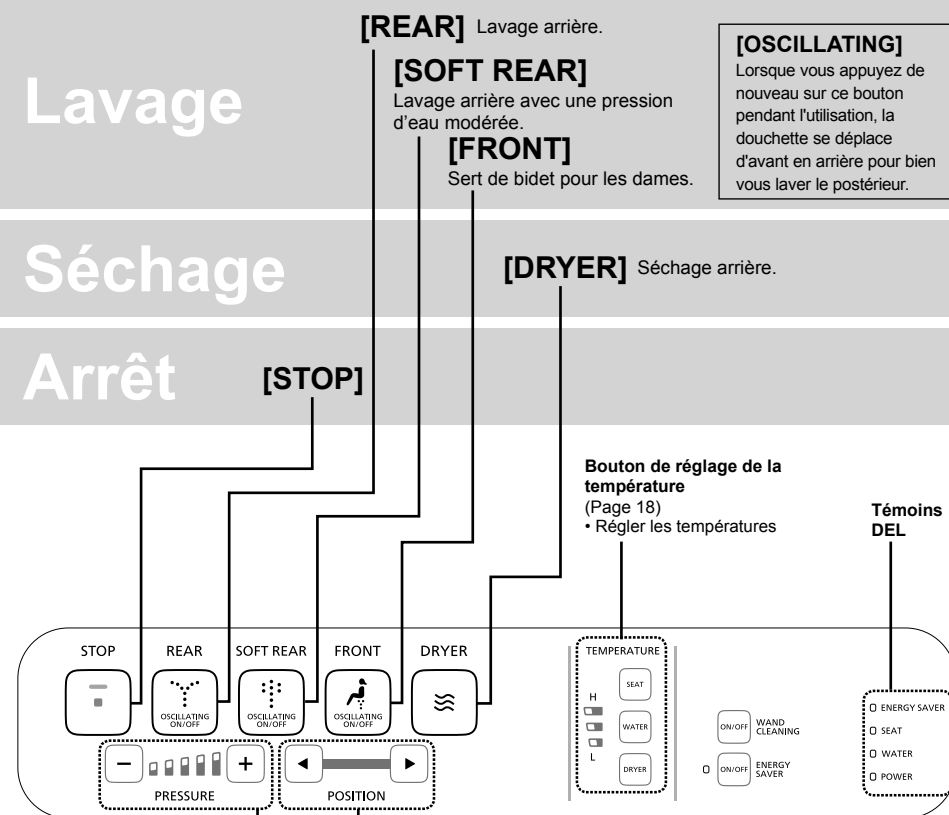 [REAR] Lavage arrière.
Lavage
[SOFT REAR]
Lavage arrière avec une pression
d'eau modérée.
[FRONT]
Sert de bidet pour les dames.
[OSCILLATING]
Lorsque vous appuyez de
nouveau sur ce bouton
pendant l'utilisation, la
douchette se déplace
d'avant en arrière pour bien
vous laver le postérieur.
Séchage
[DRYER] Séchage arrière.
Arrêt
[STOP]
Bouton de réglage de la
température
(Page 18)
• Régler les températures
Témoins
DEL
STOP
REAR
OSCILLATING
ON/OFF
SOFT REAR
OSCILLATING
ON/OFF
FRONT
OSCILLATING
ON/OFF
DRYER
− +
PRESSURE
POSITION
TEMPERATURE
SEAT
H
WATER
L
DRYER
ON/OFF WAND
CLEANING
ON/OFF ENERGY
SAVER
ENERGY SAVER
SEAT
WATER
POWER